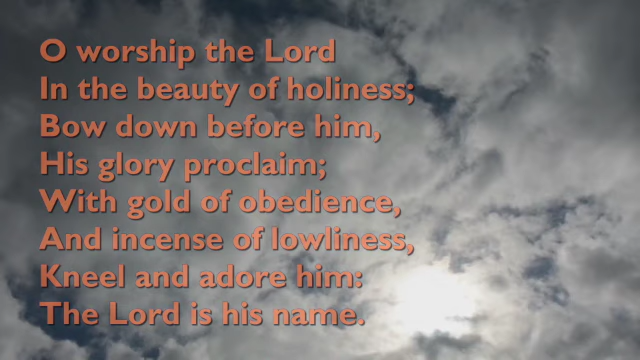 O worship the Lord
In the beauty of holiness;
Bow down before him,
His glory proclaim;
With gold of obedience,
And incense of lowliness,
Kneel and adore him:
The Lord is his name.